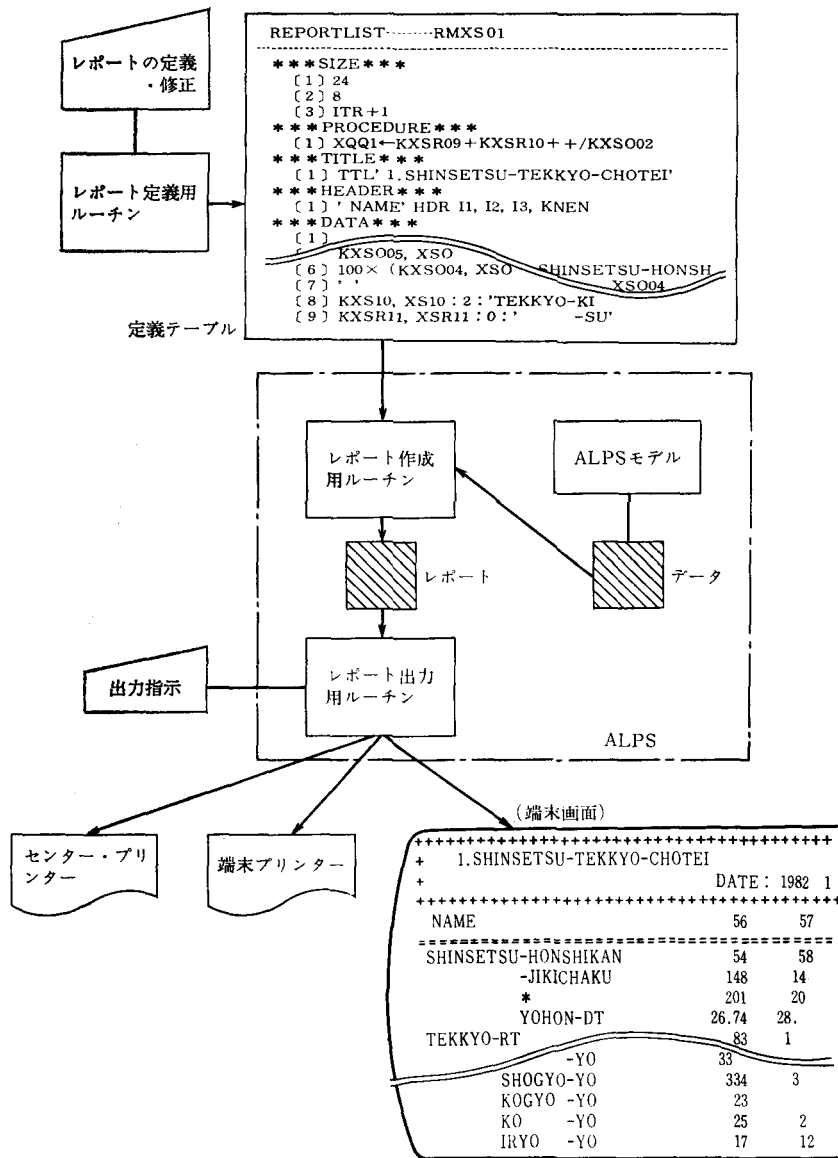 レポートの定義
・修正
レポート定義用
ルーチン
REPORTLIST········RMXS01
***SIZE***
[1] 24
[2] 8
[3] ITR+1
***PROCEDURE***
[1] XQQ1←KXSR09+KXSR10++/KXSO02
***TITLE***
[1] TTL' 1.SHINSETSU-TEKKYO-CHOTEI'
***HEADER***
[1] ' NAME' HDR I1, I2, I3, KNEN
***DATA***
[1]
KXSO05, XSO
[6] 100×(KXSO04, XSO SHINSETSU-HONSH
[7] ' ' XSO04
[8] KXS10, XS10:2:'TEKKYO-KI
[9] KXSR11, XSR11:0:' -SU'
定義テーブル
レポート作成
用ルーチン
ALPSモデル
レポート
データ
レポート出力
用ルーチン
出力指示
ALPS
センター・プリ
ンター
端末プリンター
(端末画面)
+++++++++++++++++++++++++++++++++++++
+ 1.SHINSETSU-TEKKYO-CHOTEI
+ DATE: 1982 1
+++++++++++++++++++++++++++++++++++++
NAME 56 57
=====================================
SHINSETSU-HONSHIKAN 54 58
-JIKICHAKU 148 14
* 201 20
YOHON-DT 26.74 28.
TEKKYO-RT 83 1
-YO 33
SHOGYO-YO 334 3
KOGYO -YO 23
KO -YO 25 2
IRYO -YO 17 12